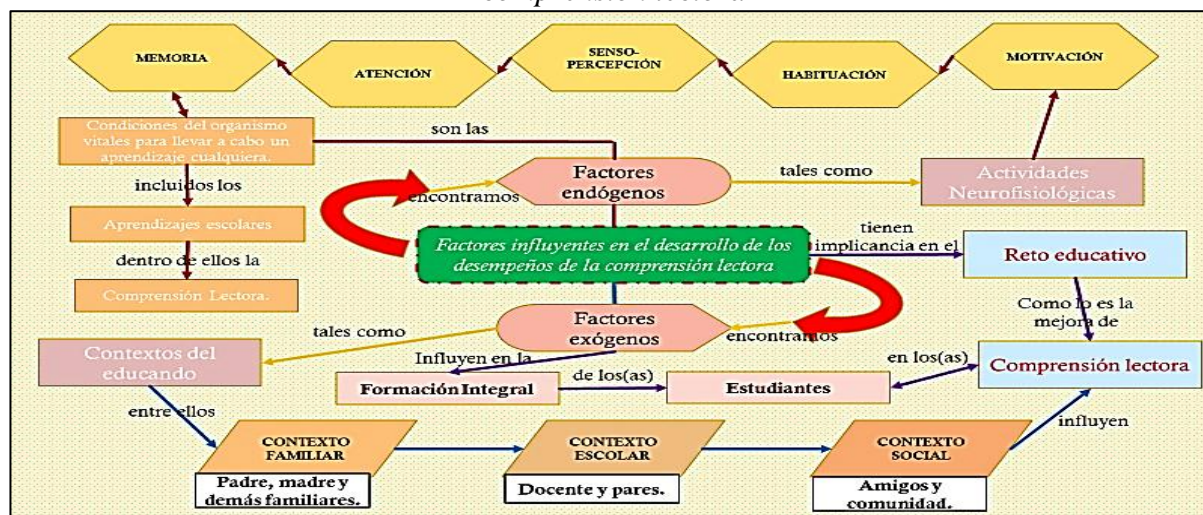 comprensión lectora
MEMORIA
ATENCIÓN
SENSO-
PERCEPCIÓN
HABITUACIÓN
MOTIVACIÓN
Condiciones del organismo
vitales para llevar a cabo un
aprendizaje cualquiera.
son las
Factores
endógenos
tales como
Actividades
Neurofisiológicas
incluidos los
encontramos
Aprendizajes escolares
Factores influyentes en el desarrollo de los
desempeños de la comprensión lectora
tienen
implicancia en el
Reto educativo
dentro de ellos la
Comprensión Lectora.
Como lo es la
mejora de
tales como
Factores
exógenos
encontramos
Contextos del
educando
Influyen en la
Formación Integral
de los(as)
Estudiantes
en los(as)
Comprensión lectora
entre ellos
influyen
CONTEXTO
FAMILIAR
CONTEXTO
ESCOLAR
CONTEXTO
SOCIAL
Padre, madre y
demás familiares.
Docente y pares.
Amigos y
comunidad.